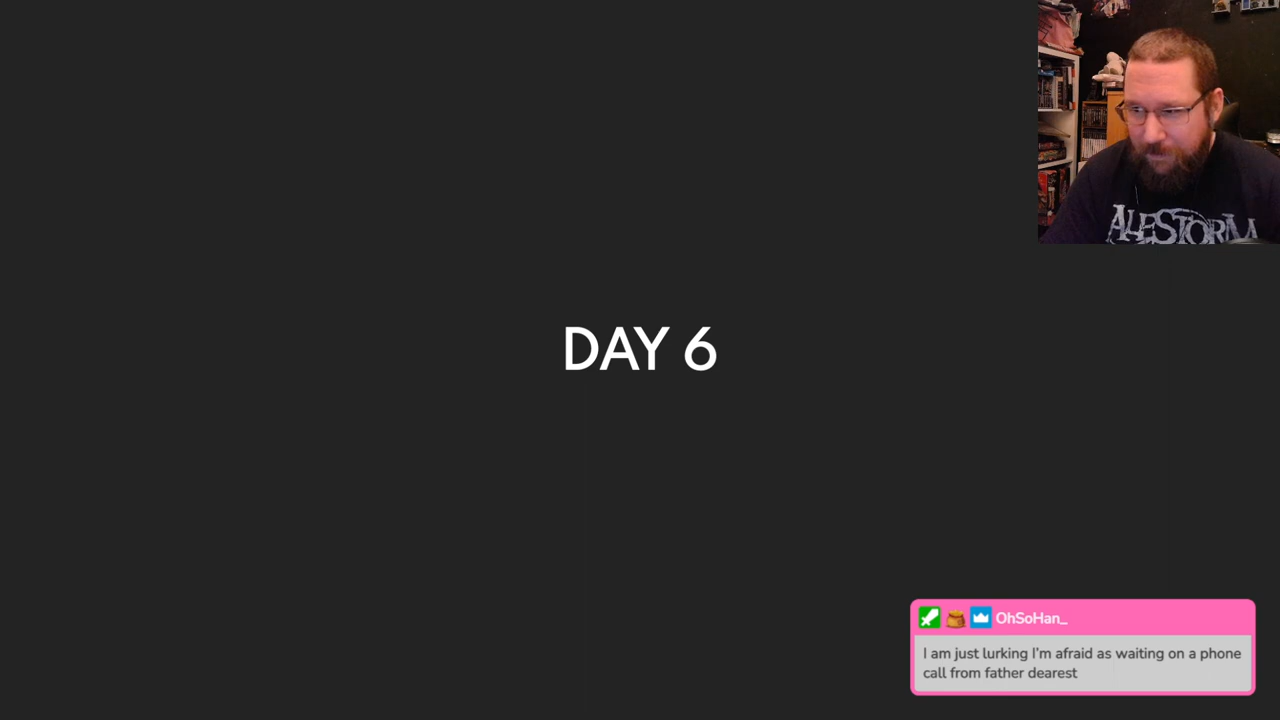 ALESTORM
DAY 6
OhSoHan_
I am just lurking I'm afraid as waiting on a phone
call from father dearest